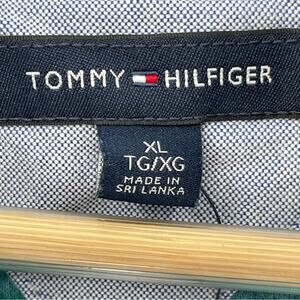 TOMMY HILFIGER
XL
TG/XG
MADE IN
SRI LANKA